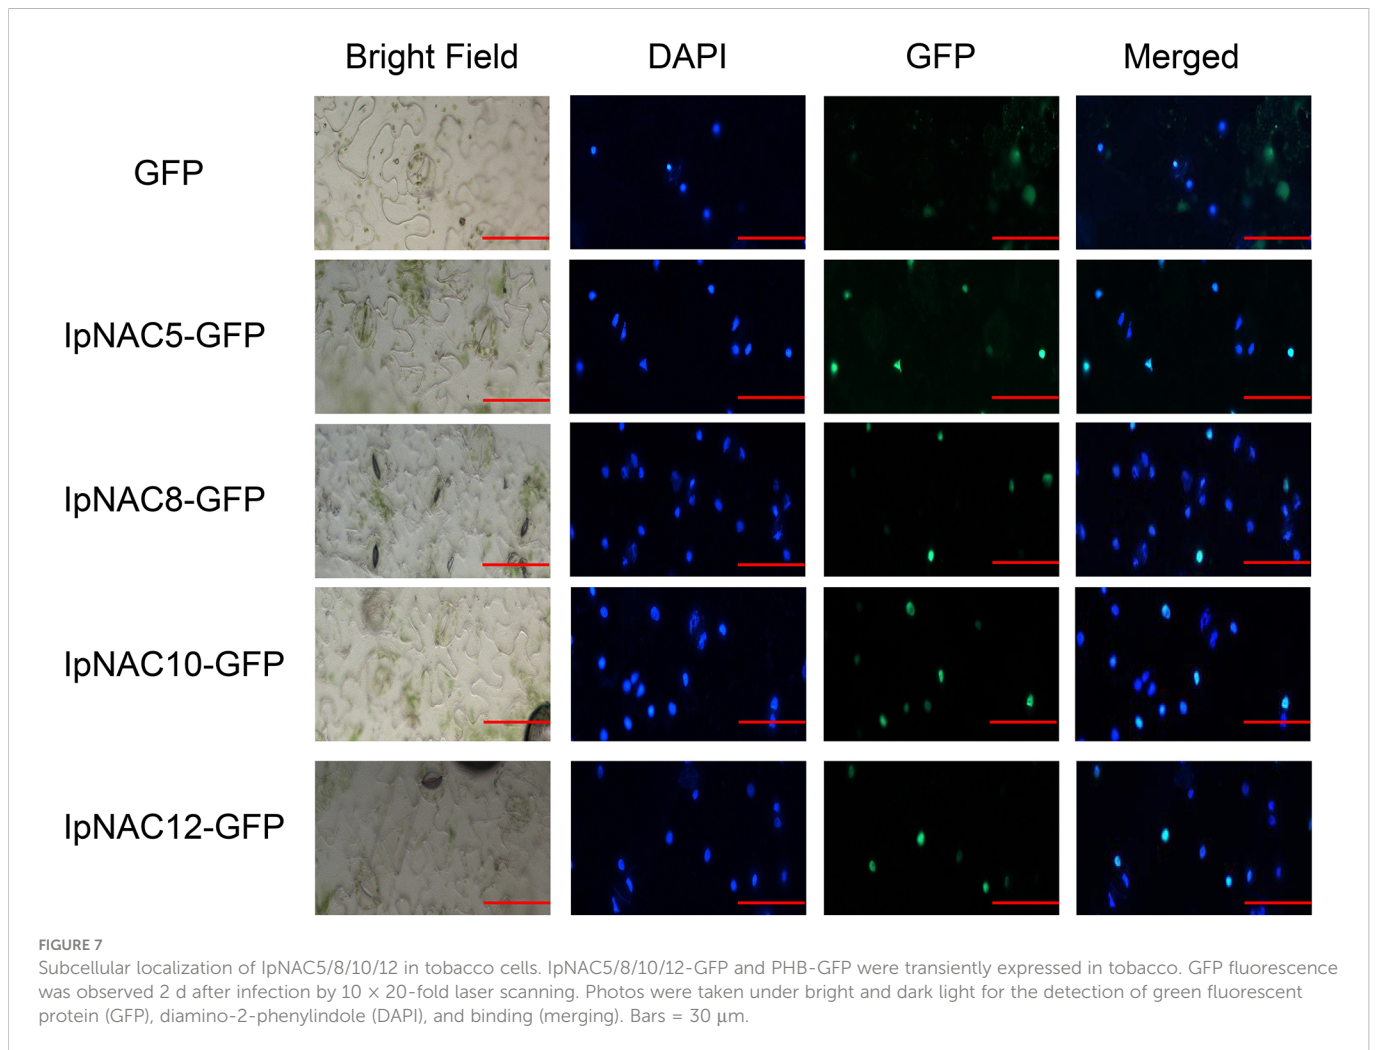 Bright Field DAPI GFP Merged
GFP
IpNAC5-GFP
IpNAC8-GFP
IpNAC10-GFP
IpNAC12-GFP
FIGURE 7
Subcellular localization of IpNAC5/8/10/12 in tobacco cells. IpNAC5/8/10/12-GFP and PHB-GFP were transiently expressed in tobacco. GFP fluorescence
was observed 2 d after infection by 10 × 20-fold laser scanning. Photos were taken under bright and dark light for the detection of green fluorescent
protein (GFP), diamino-2-phenylindole (DAPI), and binding (merging). Bars = 30 μm.